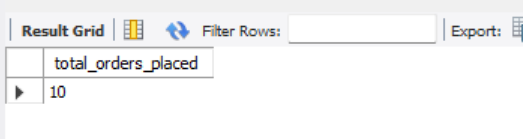 Result Grid Filter Rows: Export:
total_orders_placed
10